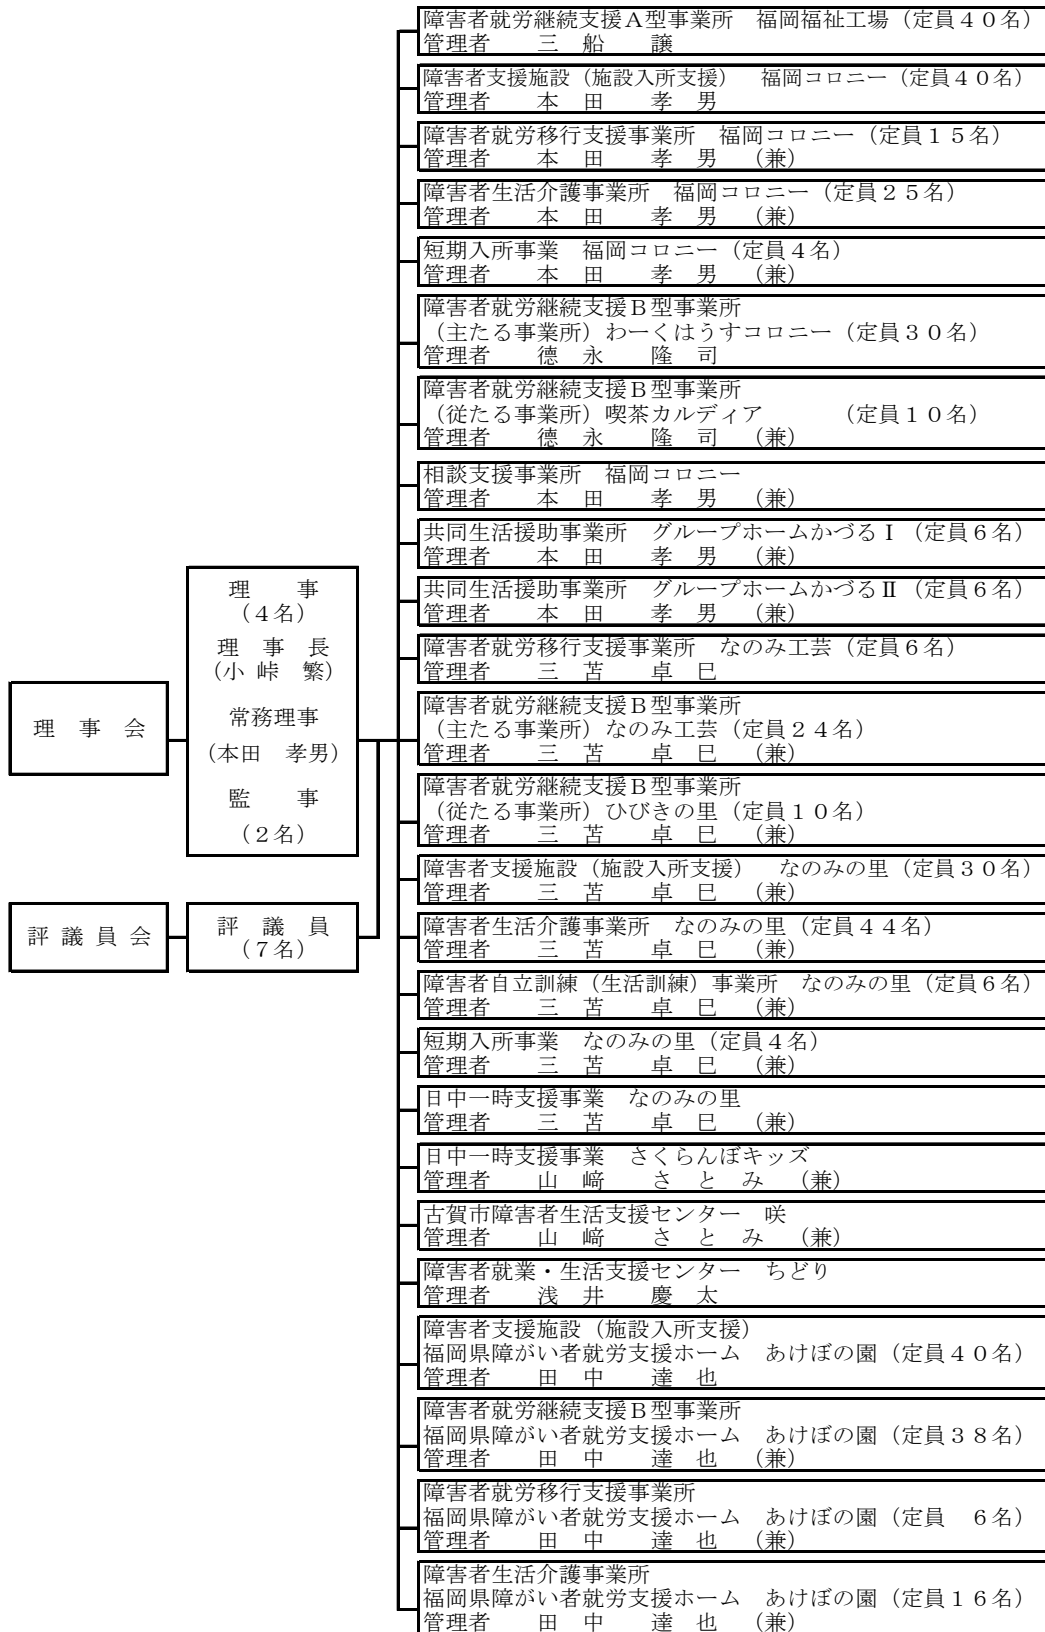 理　事　会
理　　事
（４名）
理　事　長
（小　峠　　繁）
常務理事
（本田　　孝男）
監　　事
（２名）
評　議　員　会
評　議　員
（７名）
障害者就労継続支援Ａ型事業所　福岡福祉工場（定員４０名）
管理者　　三　船　　譲
障害者支援施設（施設入所支援）　福岡コロニー（定員４０名）
管理者　　本　田　　孝　男
障害者就労移行支援事業所　福岡コロニー（定員１５名）
管理者　　本　田　　孝　男　（兼）
障害者生活介護事業所　福岡コロニー（定員２５名）
管理者　　本　田　　孝　男　（兼）
短期入所事業　福岡コロニー（定員４名）
管理者　　本　田　　孝　男　（兼）
障害者就労継続支援Ｂ型事業所
（主たる事業所）わーくはうすコロニー（定員３０名）
管理者　　德　永　　隆　司
障害者就労継続支援Ｂ型事業所
（従たる事業所）喫茶カルディア　　　（定員１０名）
管理者　　德　永　　隆　司　（兼）
相談支援事業所　福岡コロニー
管理者　　本　田　　孝　男　（兼）
共同生活援助事業所　グループホームかづるⅠ（定員６名）
管理者　　本　田　　孝　男　（兼）
共同生活援助事業所　グループホームかづるⅡ（定員６名）
管理者　　本　田　　孝　男　（兼）
障害者就労移行支援事業所　なのみ工芸（定員６名）
管理者　　三　苫　　卓　巳
障害者就労継続支援Ｂ型事業所
（主たる事業所）なのみ工芸（定員２４名）
管理者　　三　苫　　卓　巳　（兼）
障害者就労継続支援Ｂ型事業所
（従たる事業所）ひびきの里（定員１０名）
管理者　　三　苫　　卓　巳　（兼）
障害者支援施設（施設入所支援）　なのみの里（定員３０名）
管理者　　三　苫　　卓　巳　（兼）
障害者生活介護事業所　なのみの里（定員４４名）
管理者　　三　苫　　卓　巳　（兼）
障害者自立訓練（生活訓練）事業所　なのみの里（定員６名）
管理者　　三　苫　　卓　巳　（兼）
短期入所事業　なのみの里（定員４名）
管理者　　三　苫　　卓　巳　（兼）
日中一時支援事業　なのみの里
管理者　　三　苫　　卓　巳　（兼）
日中一時支援事業　さくらんぼキッズ
管理者　　山　﨑　　さ　と　み　（兼）
古賀市障害者生活支援センター　咲
管理者　　山　﨑　　さ　と　み　（兼）
障害者就業・生活支援センター　ちどり
管理者　　浅　井　　慶　太
障害者支援施設（施設入所支援）
福岡県障がい者就労支援ホーム　あけぼの園（定員４０名）
管理者　　田　中　　達　也
障害者就労継続支援Ｂ型事業所
福岡県障がい者就労支援ホーム　あけぼの園（定員３８名）
管理者　　田　中　　達　也　（兼）
障害者就労移行支援事業所
福岡県障がい者就労支援ホーム　あけぼの園（定員　６名）
管理者　　田　中　　達　也　（兼）
障害者生活介護事業所
福岡県障がい者就労支援ホーム　あけぼの園（定員１６名）
管理者　　田　中　　達　也　（兼）